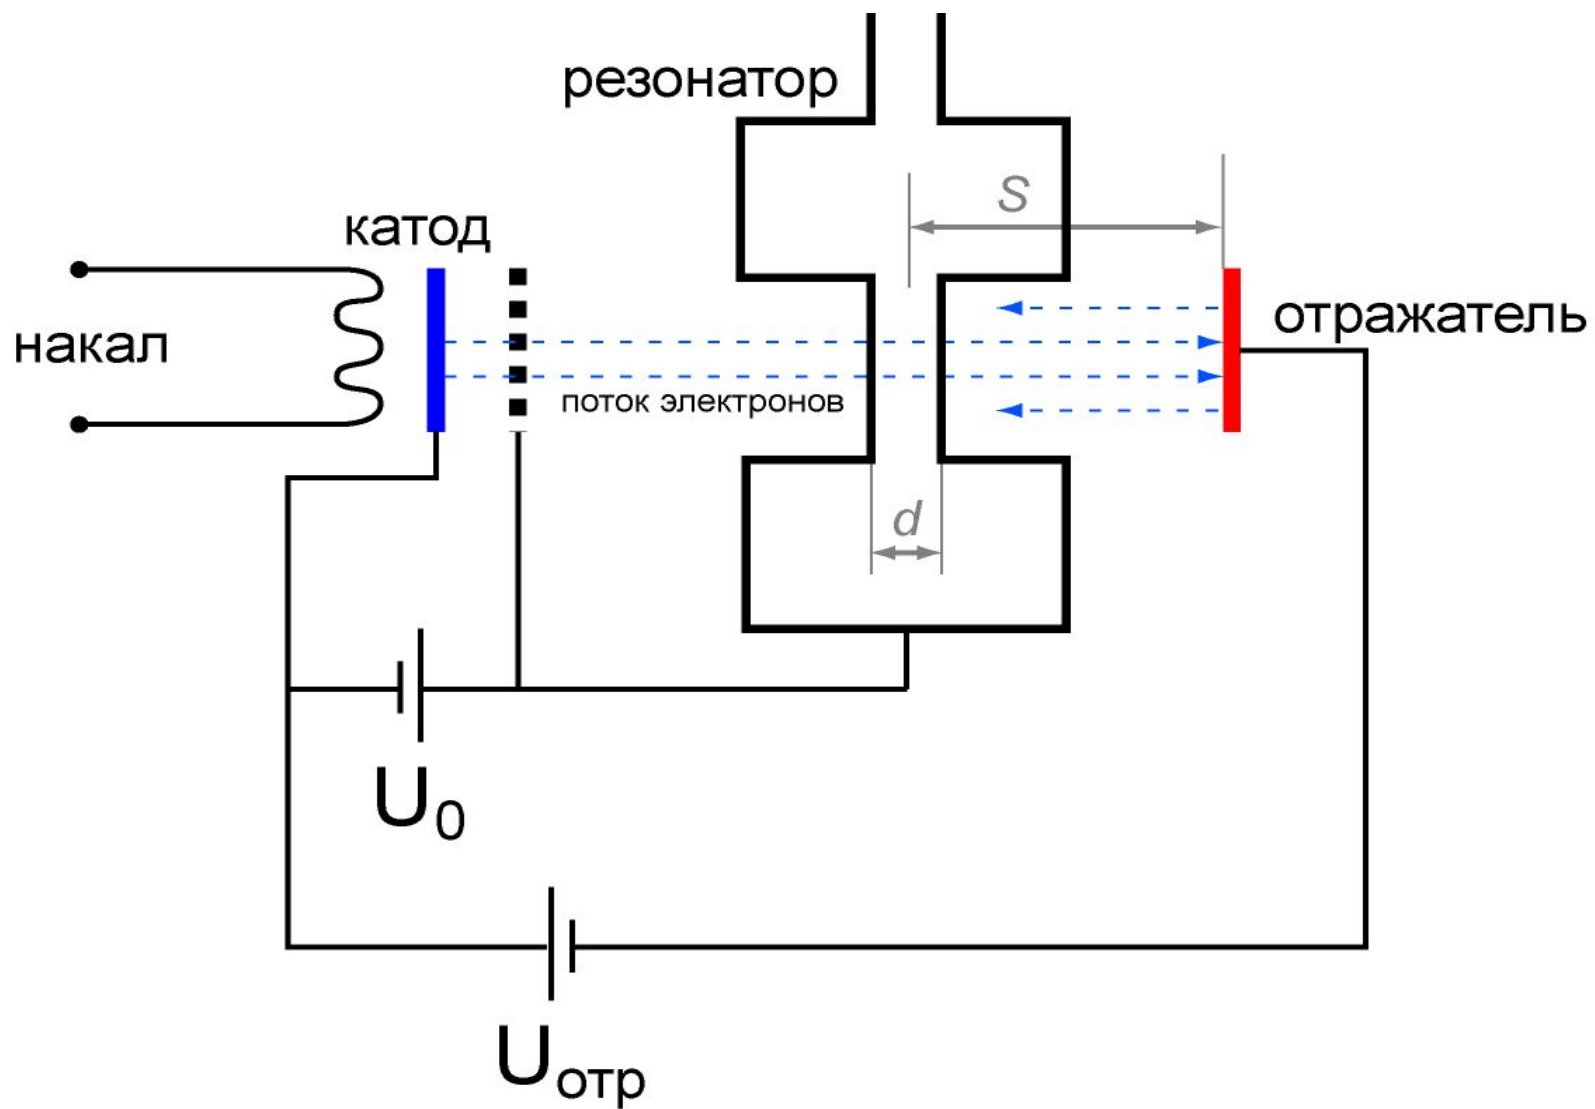 резонатор
S
катод
отражатель
накал
поток электронов
d
U₀
Uотр